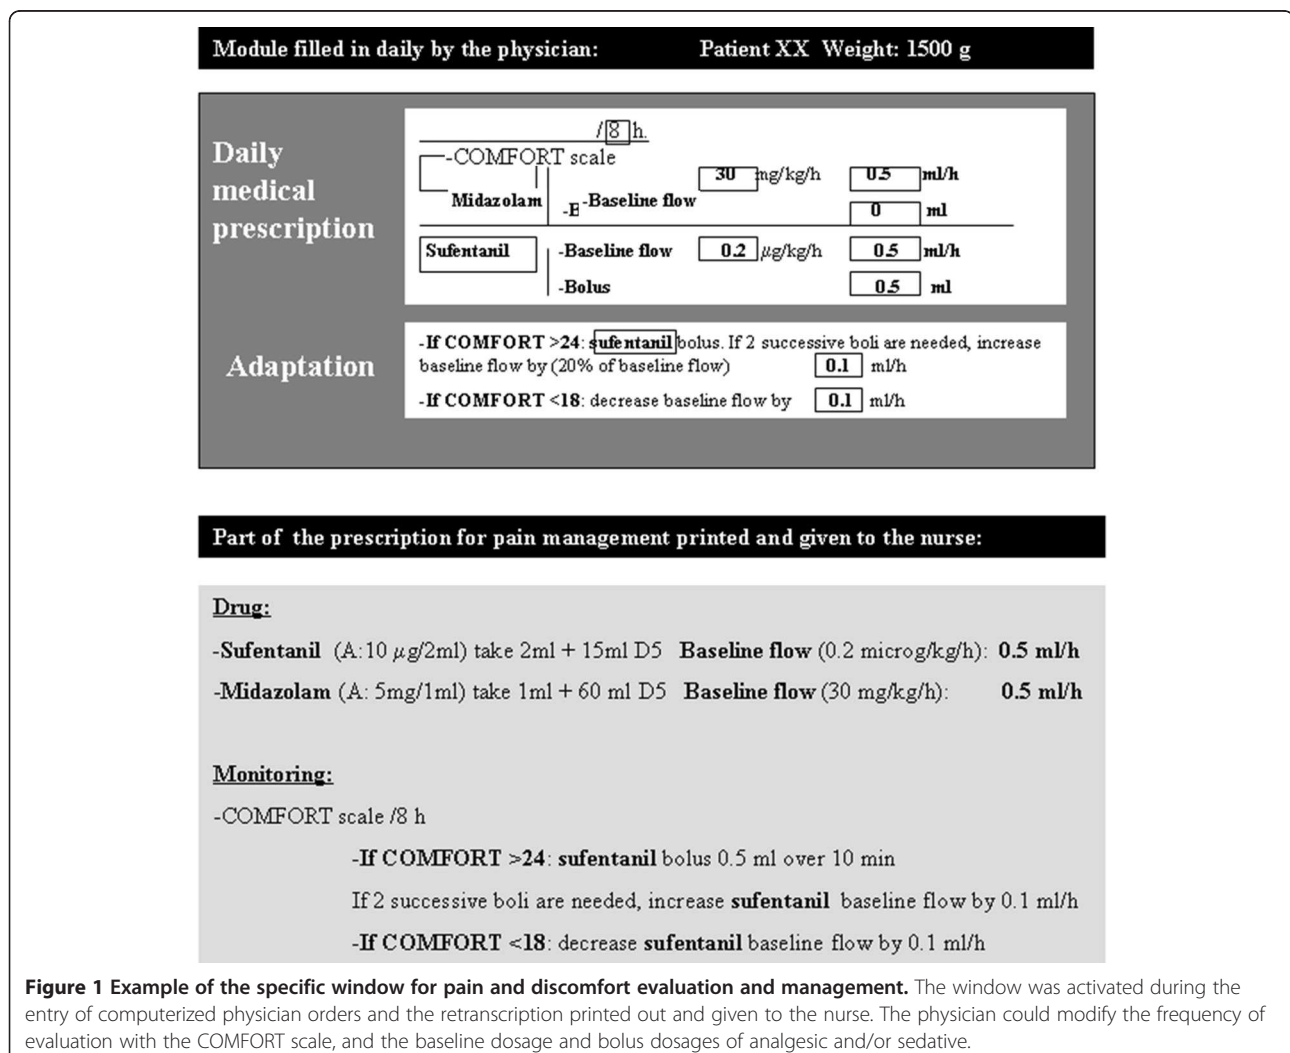 Module filled in daily by the physician: Patient XX Weight: 1500 g
Daily medical prescription
/ 8 h.
-COMFORT scale
Midazolam -Baseline flow 30 mg/kg/h 0.5 ml/h
0 ml
Sufentanil -Baseline flow 0.2 µg/kg/h 0.5 ml/h
-Bolus 0.5 ml
Adaptation
-If COMFORT >24: sufentanil bolus. If 2 successive boli are needed, increase
baseline flow by (20% of baseline flow) 0.1 ml/h
-If COMFORT <18: decrease baseline flow by 0.1 ml/h
Part of the prescription for pain management printed and given to the nurse:
Drug:
-Sufentanil (A: 10 µg/2ml) take 2ml + 15ml D5 Baseline flow (0.2 microg/kg/h): 0.5 ml/h
-Midazolam (A: 5mg/1ml) take 1ml + 60 ml D5 Baseline flow (30 mg/kg/h): 0.5 ml/h
Monitoring:
-COMFORT scale /8 h
-If COMFORT >24: sufentanil bolus 0.5 ml over 10 min
If 2 successive boli are needed, increase sufentanil baseline flow by 0.1 ml/h
-If COMFORT <18: decrease sufentanil baseline flow by 0.1 ml/h
Figure 1 Example of the specific window for pain and discomfort evaluation and management. The window was activated during the
entry of computerized physician orders and the retranscription printed out and given to the nurse. The physician could modify the frequency of
evaluation with the COMFORT scale, and the baseline dosage and bolus dosages of analgesic and/or sedative.